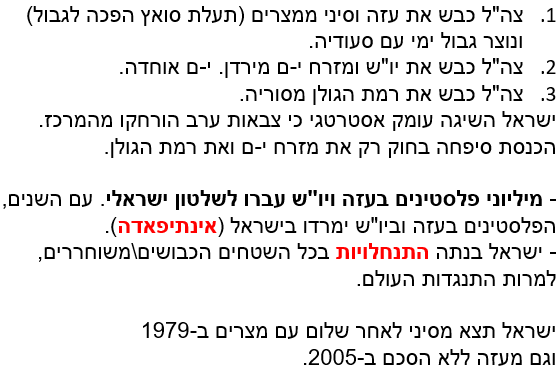 1. צה"ל כבש את עזה וסיני ממצרים (תעלת סואץ הפכה לגבול)
ונוצר גבול ימי עם סעודיה.
2. צה"ל כבש את יו"ש ומזרח י-ם מירדן. י-ם אוחדה.
3. צה"ל כבש את רמת הגולן מסוריה.
ישראל השיגה עומק אסטרטגי כי צבאות ערב הורחקו מהמרכז.
הכנסת סיפחה בחוק רק את מזרח י-ם ואת רמת הגולן.
- מיליוני פלסטינים בעזה ויו"ש עברו לשלטון ישראלי. עם השנים,
הפלסטינים בעזה וביו"ש ימרדו בישראל (אינתיפאדה).
- ישראל בנתה התנחלויות בכל השטחים הכבושים\משוחררים,
למרות התנגדות העולם.
ישראל תצא מסיני לאחר שלום עם מצרים ב-1979
וגם מעזה ללא הסכם ב-2005.